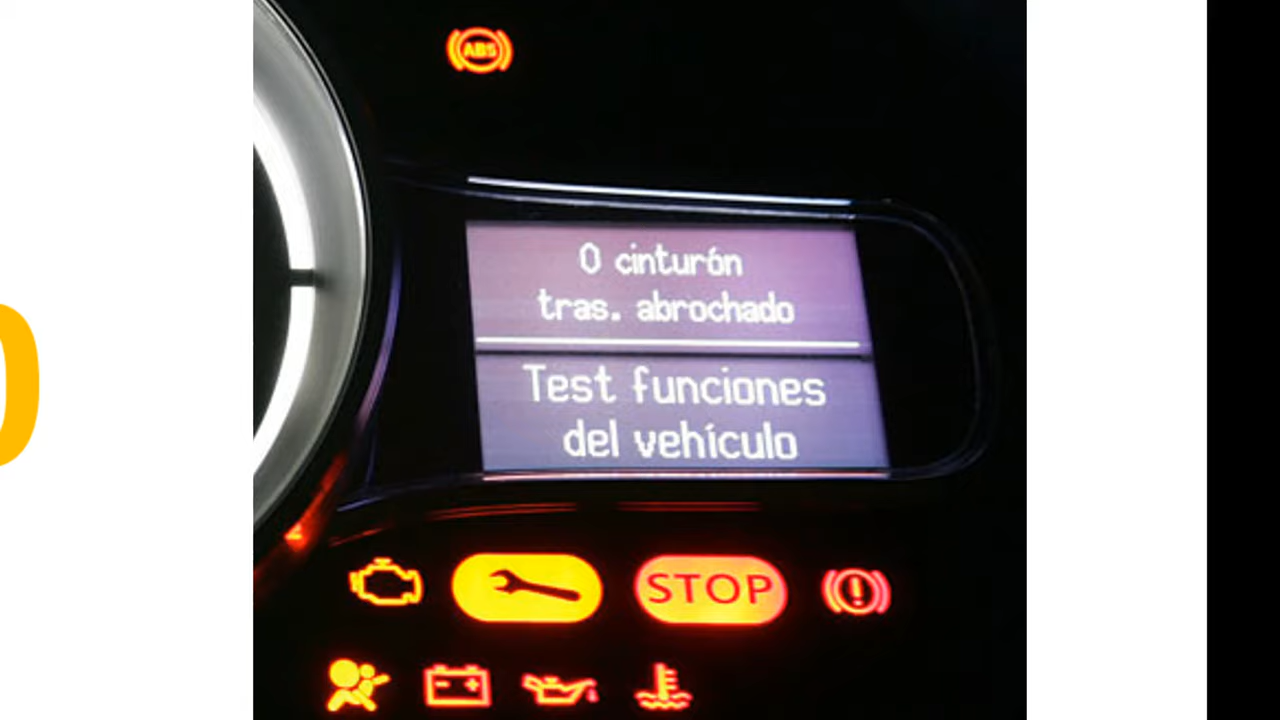 ABS
0 cinturón
tras. abrochado
Test funciones
del vehículo
STOP